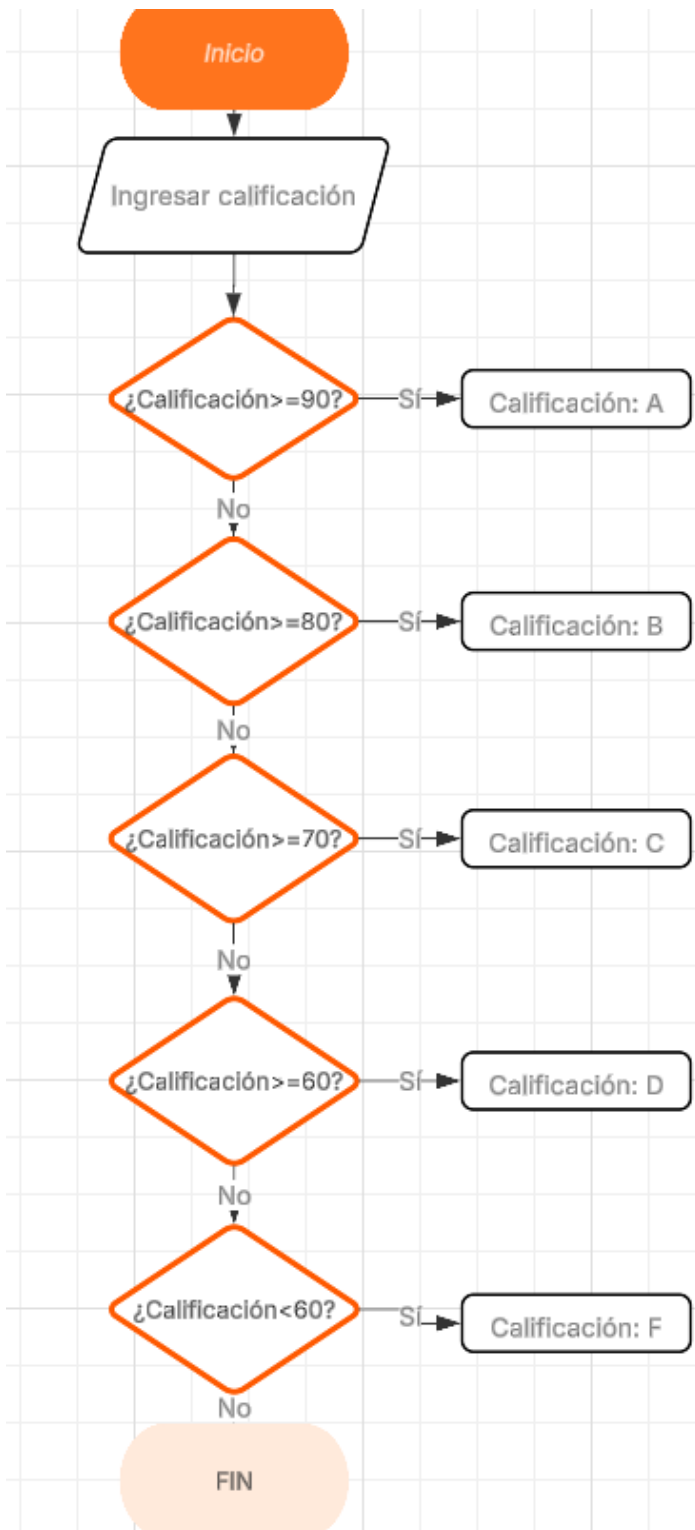 Inicio
Ingresar calificación
¿Calificación>=90?
Sí
Calificación: A
No
¿Calificación>=80?
Sí
Calificación: B
No
¿Calificación>=70?
Sí
Calificación: C
No
¿Calificación>=60?
Sí
Calificación: D
No
¿Calificación<60?
Sí
Calificación: F
No
FIN